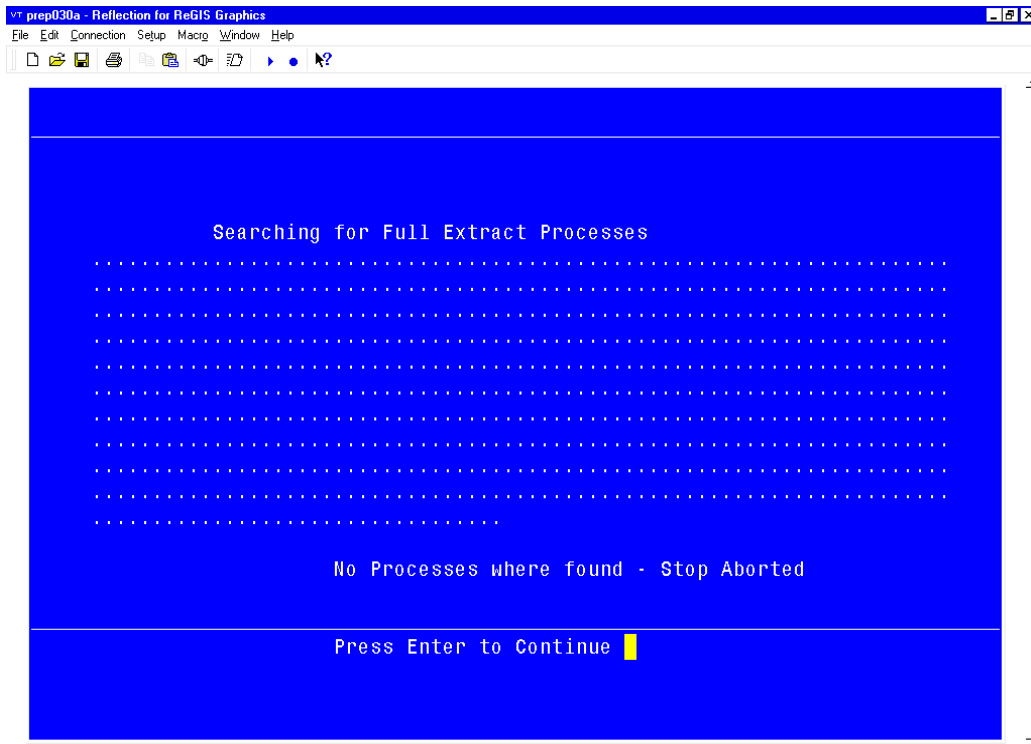 VT prep030a - Reflection for ReGIS Graphics
File Edit Connection Setup Macro Window Help
Searching for Full Extract Processes
.......................................................................
.......................................................................
.......................................................................
.......................................................................
.......................................................................
.......................................................................
.......................................................................
.......................................................................
.......................................................................
.......................................................................
..................................
No Processes where found - Stop Aborted
Press Enter to Continue